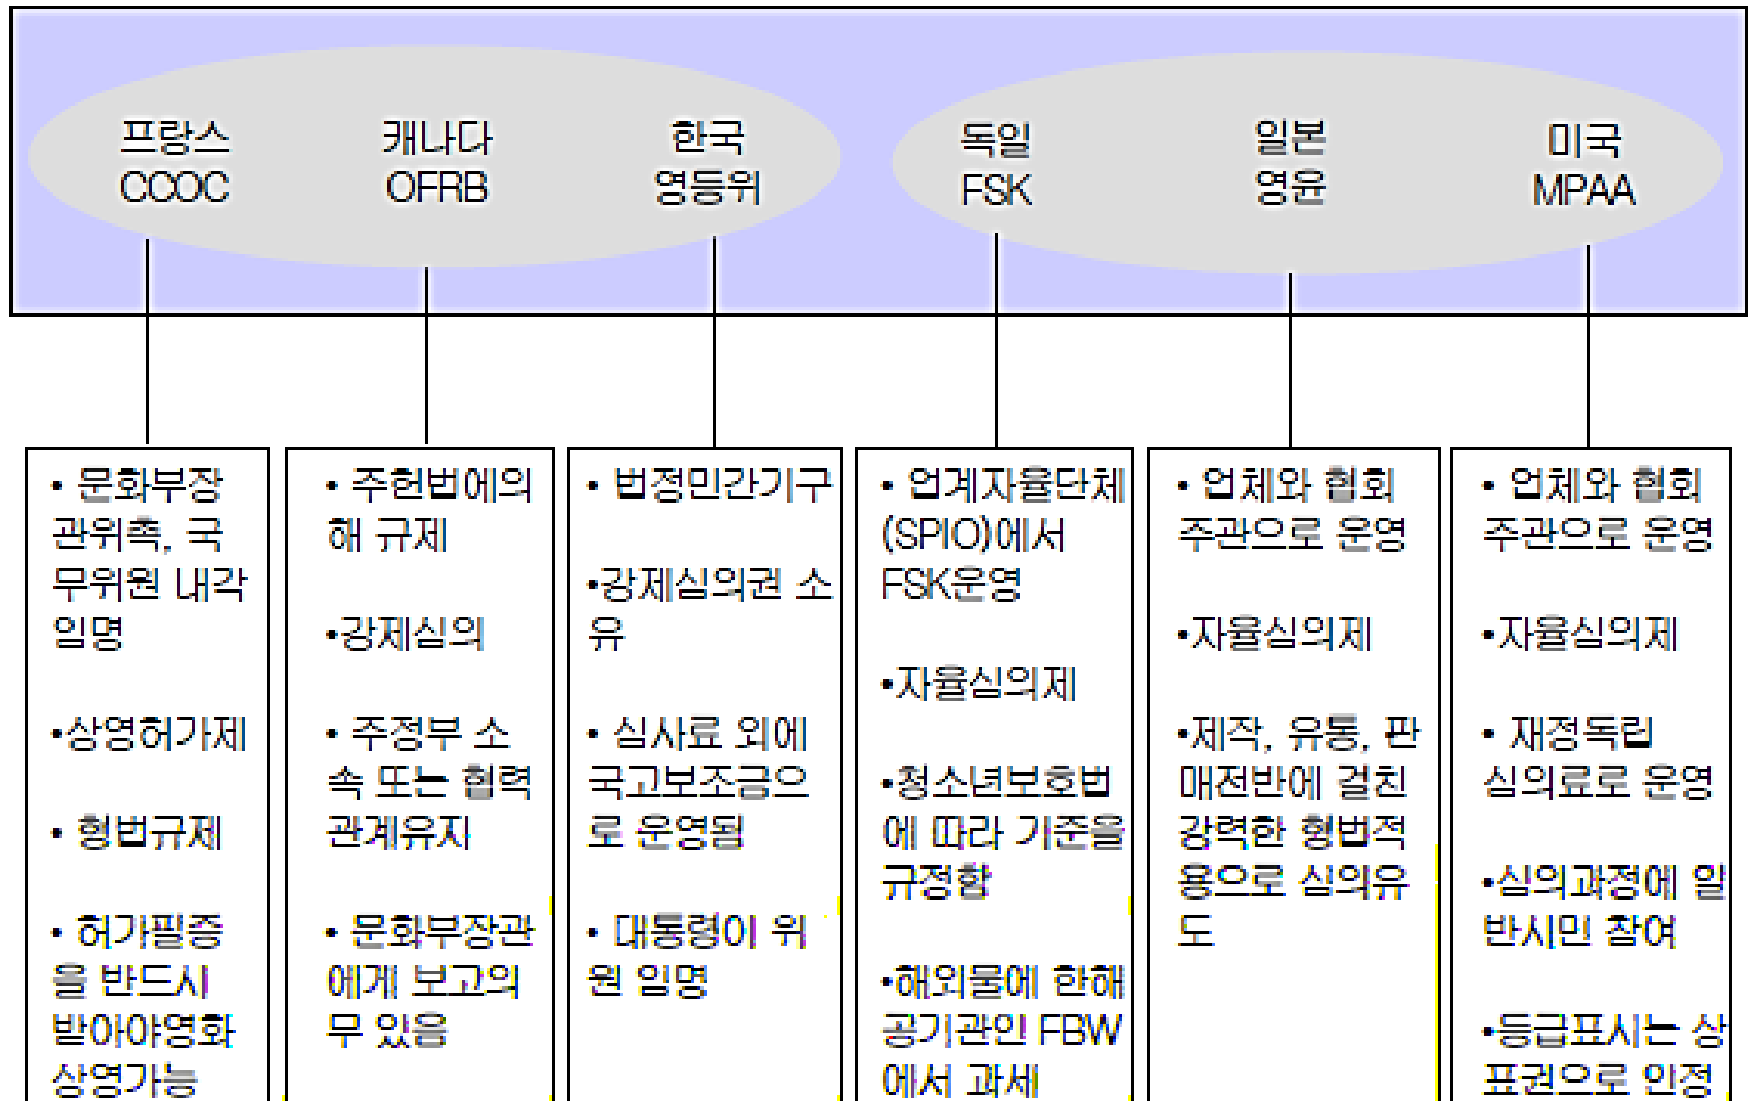 프랑스
CCOC
캐나다
OFRB
한국
영등위
독일
FSK
일본
영윤
미국
MPAA
• 문화부장
관위촉, 국
무위원 내각
임명
•상영허가제
• 형법규제
• 허가필증
을 반드시
받아야영화
상영가능
• 주헌법에의
해 규제
•강제심의
• 주정부 소
속 또는 협력
관계유지
• 문화부장관
에게 보고의
무 있음
• 법정민간기구
•강제심의권 소
유
• 심사료 외에
국고보조금으
로 운영됨
• 대통령이 위
원 임명
• 업계자율단체
(SPIO)에서
FSK운영
•자율심의제
•청소년보호법
에 따라 기준을
규정함
•해외물에 한해
공기관인 FBW
에서 과세
• 업체와 협회
주관으로 운영
•자율심의제
•제작, 유통, 판
매전반에 걸친
강력한 형법적
용으로 심의유
도
• 업체와 협회
주관으로 운영
•자율심의제
• 재정독립
심의료로 운영
•심의과정에 일
반시민 참여
•등급표시는 상
표권으로 인정